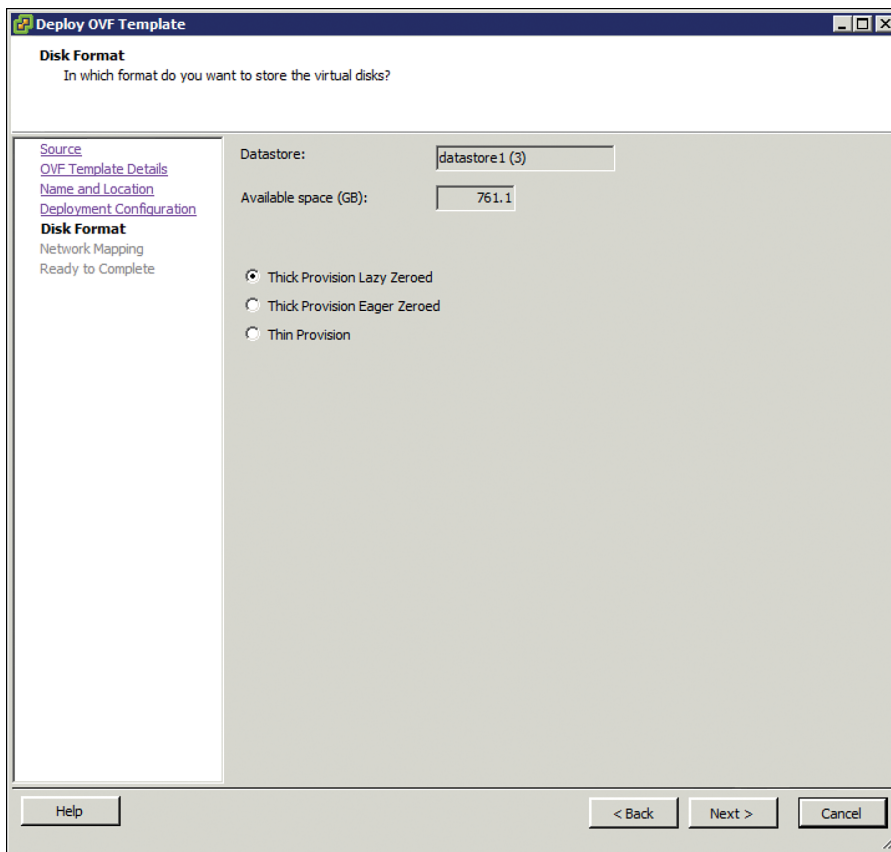 Deploy OVF Template
Disk Format
In which format do you want to store the virtual disks?
Source
OVF Template Details
Name and Location
Deployment Configuration
Disk Format
Network Mapping
Ready to Complete
Datastore: datastore1 (3)
Available space (GB): 761.1
Thick Provision Lazy Zeroed
Thick Provision Eager Zeroed
Thin Provision
Help < Back Next > Cancel